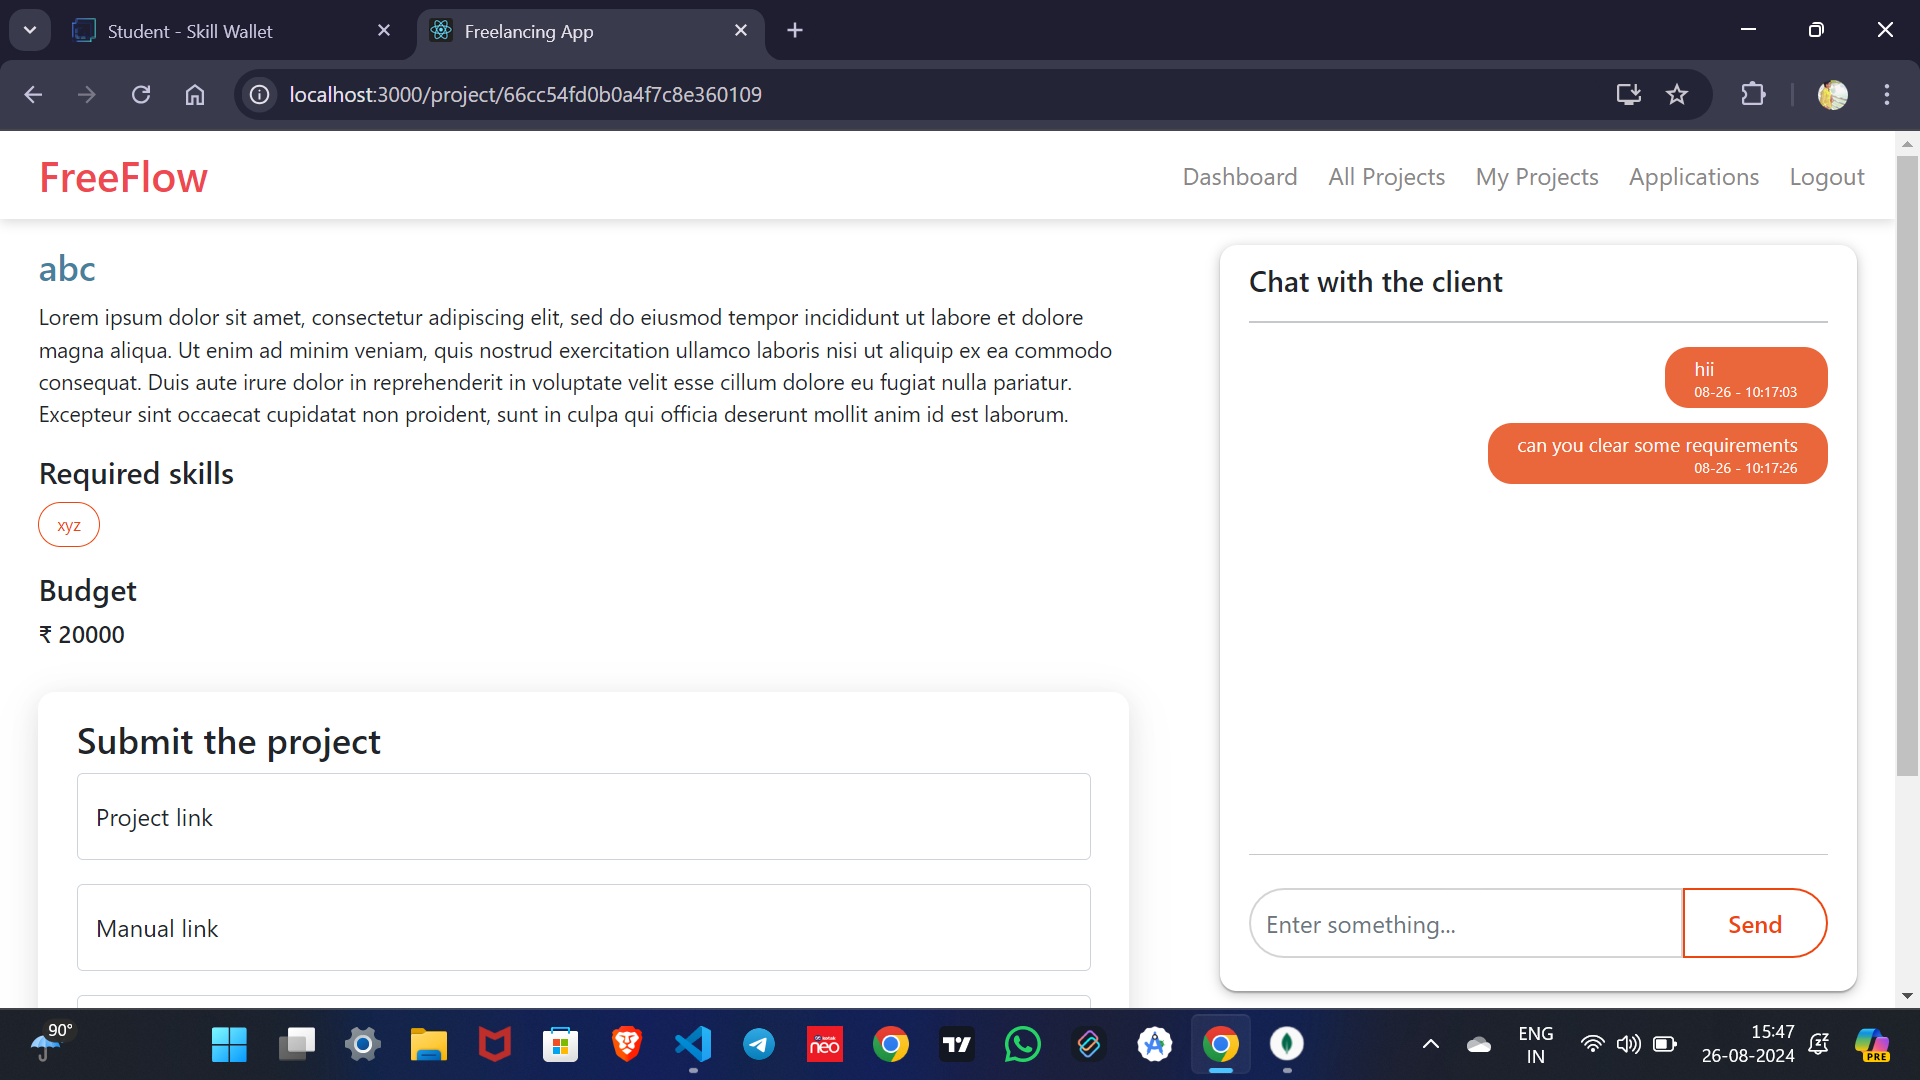 Student - Skill Wallet
Freelancing App
localhost:3000/project/66cc54fd0b0a4f7c8e360109
FreeFlow
Dashboard
All Projects
My Projects
Applications
Logout
abc
Lorem ipsum dolor sit amet, consectetur adipiscing elit, sed do eiusmod tempor incididunt ut labore et dolore
magna aliqua. Ut enim ad minim veniam, quis nostrud exercitation ullamco laboris nisi ut aliquip ex ea commodo
consequat. Duis aute irure dolor in reprehenderit in voluptate velit esse cillum dolore eu fugiat nulla pariatur.
Excepteur sint occaecat cupidatat non proident, sunt in culpa qui officia deserunt mollit anim id est laborum.
Required skills
xyz
Budget
₹ 20000
Submit the project
Project link
Manual link
Chat with the client
hii
08-26 - 10:17:03
can you clear some requirements
08-26 - 10:17:26
Enter something...
Send
90°
kotak
neo
ENG
IN
15:47
26-08-2024
PRE